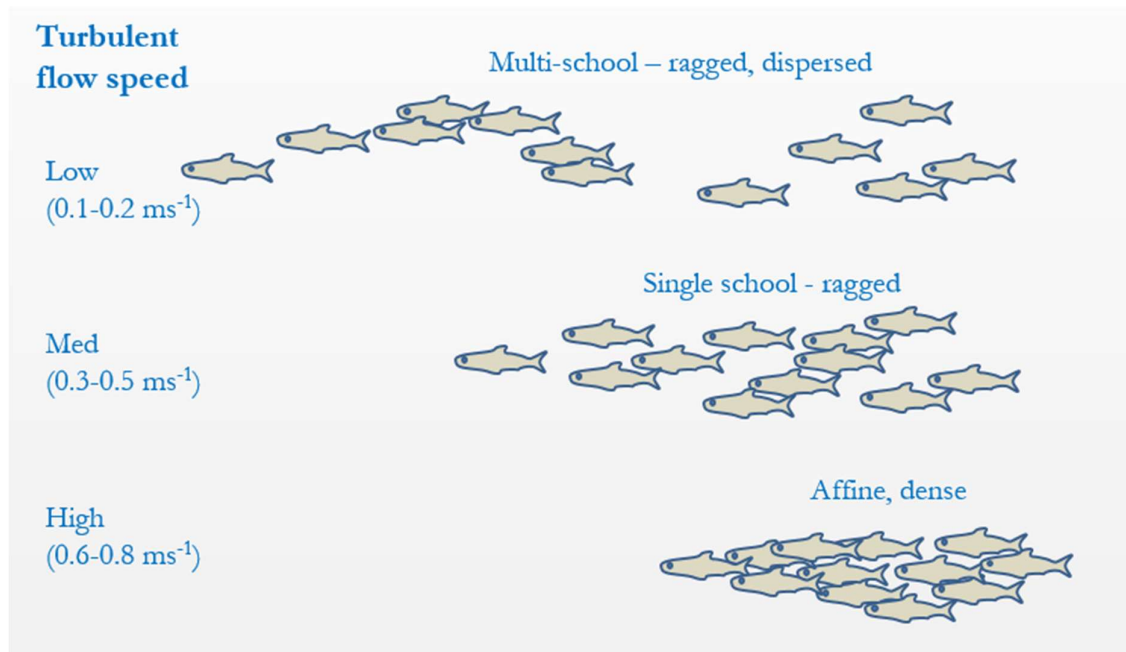 Turbulent
flow speed
Multi-school – ragged, dispersed
Low
(0.1-0.2 ms⁻¹)
Single school - ragged
Med
(0.3-0.5 ms⁻¹)
Affine, dense
High
(0.6-0.8 ms⁻¹)